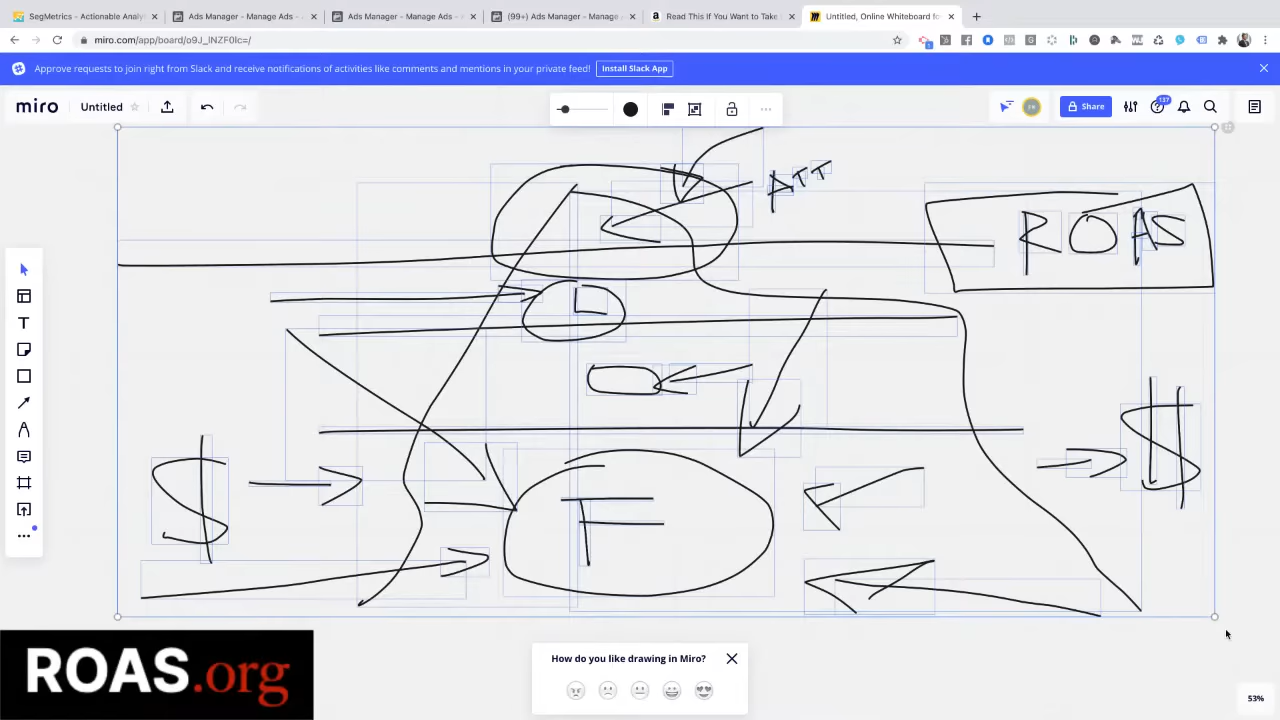 SegMetrics – Actionable Analyt
Ads Manager - Manage Ads -
Ads Manager - Manage Ads -
(99+) Ads Manager - Manage
Read This if You Want to Take
Untitled, Online Whiteboard fo
miro.com/app/board/o9J_lNZF0lc=/
Approve requests to join right from Slack and receive notifications of activities like comments and mentions in your private feed!
Install Slack App
miro
Untitled
Share
137
ATT
ROAS
$
F
$
ROAS.org
How do you like drawing in Miro?
53%